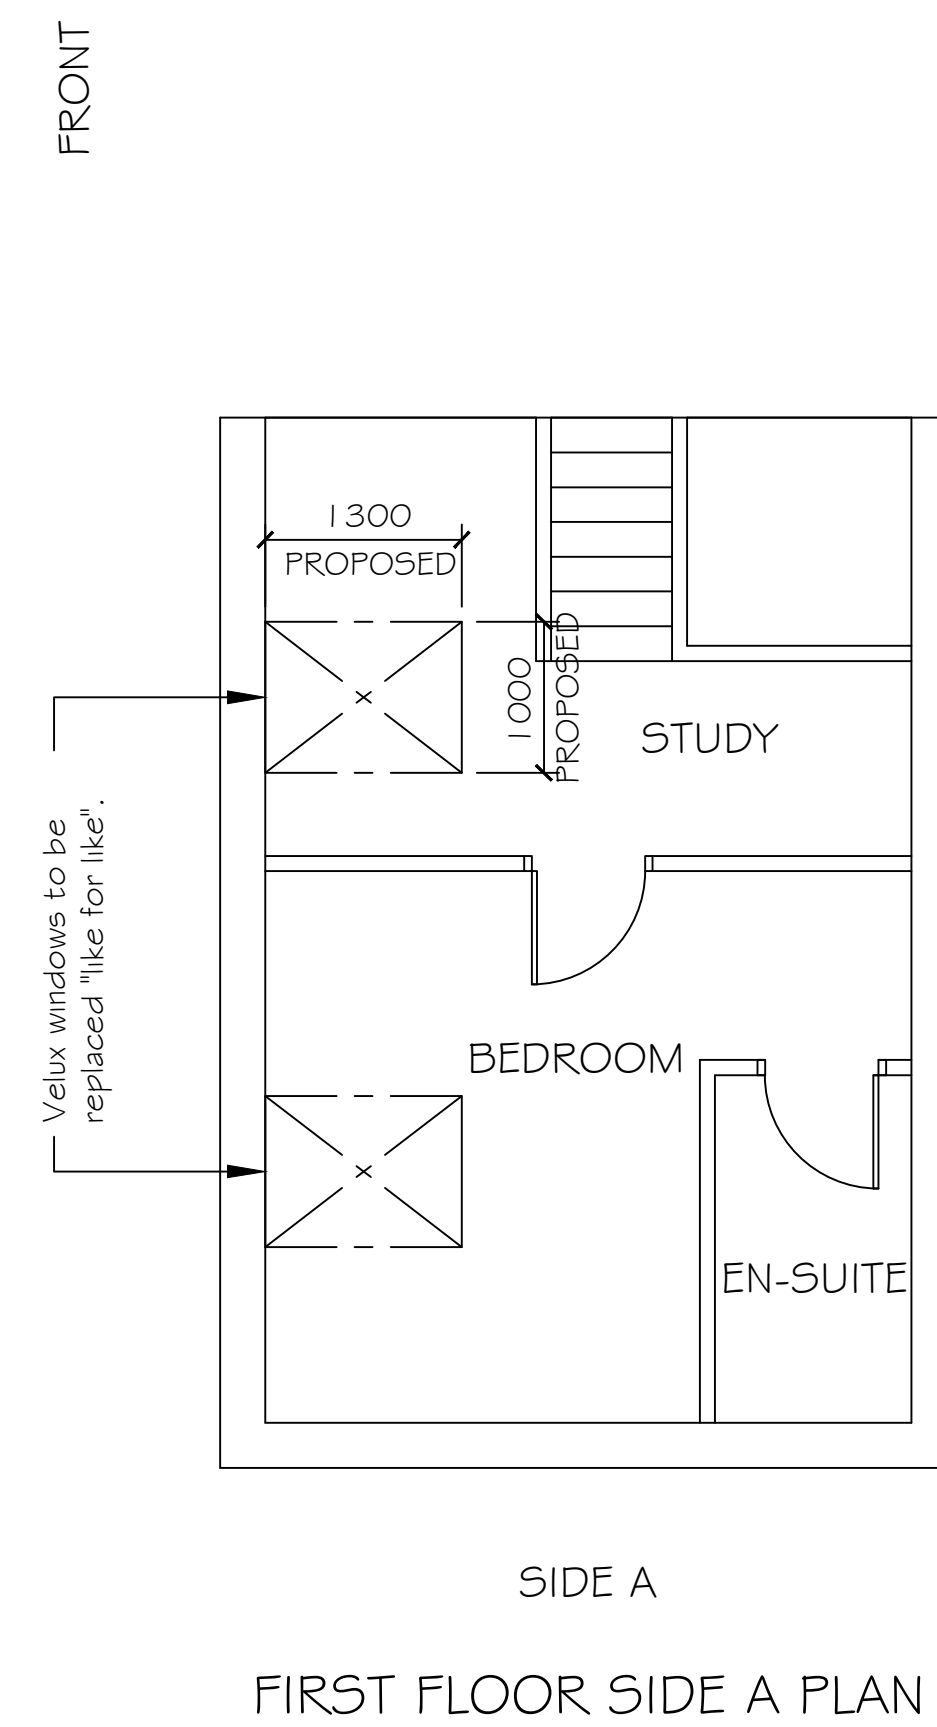 FRONT
1300
PROPOSED
1000
PROPOSED
STUDY
Velux windows to be
replaced "like for like".
BEDROOM
EN-SUITE
SIDE A
FIRST FLOOR SIDE A PLAN